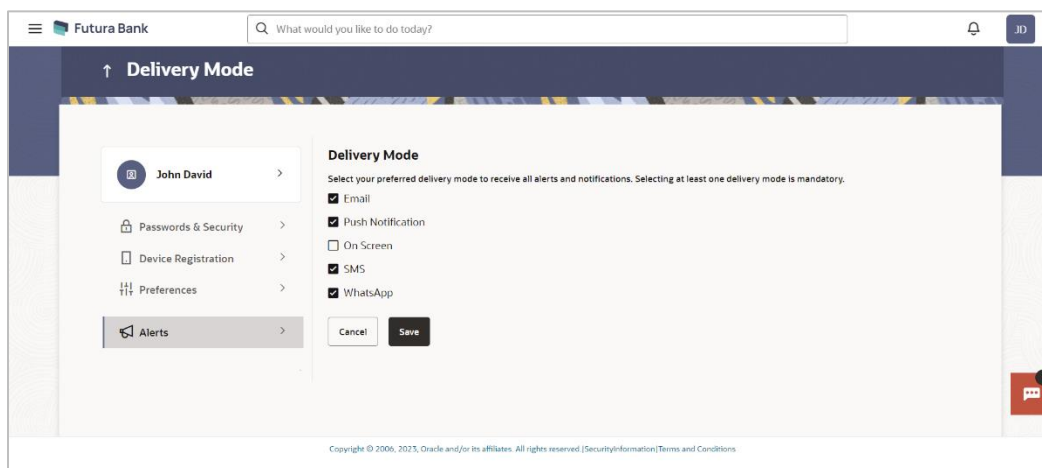 Futura Bank
What would you like to do today?
JD
↑ Delivery Mode
John David
Passwords & Security
Device Registration
Preferences
Alerts
Delivery Mode
Select your preferred delivery mode to receive all alerts and notifications. Selecting at least one delivery mode is mandatory.
Email
Push Notification
On Screen
SMS
WhatsApp
Cancel
Save
Copyright © 2006, 2023, Oracle and/or its affiliates. All rights reserved.|SecurityInformation|Terms and Conditions